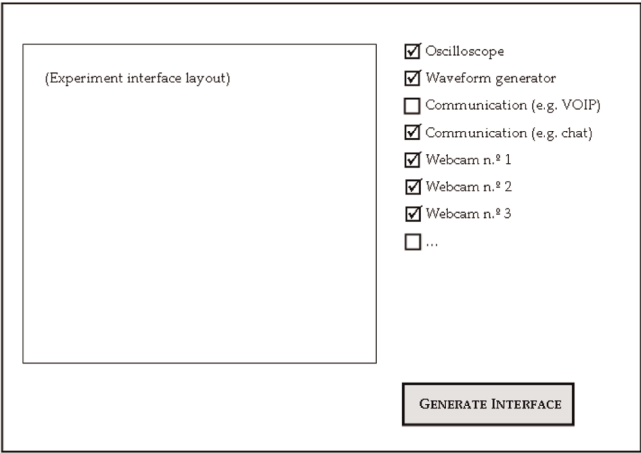 (Experiment interface layout)
Oscilloscope
Waveform generator
Communication (e.g. VOIP)
Communication (e.g. chat)
Webcam n.º 1
Webcam n.º 2
Webcam n.º 3
...
GENERATE INTERFACE